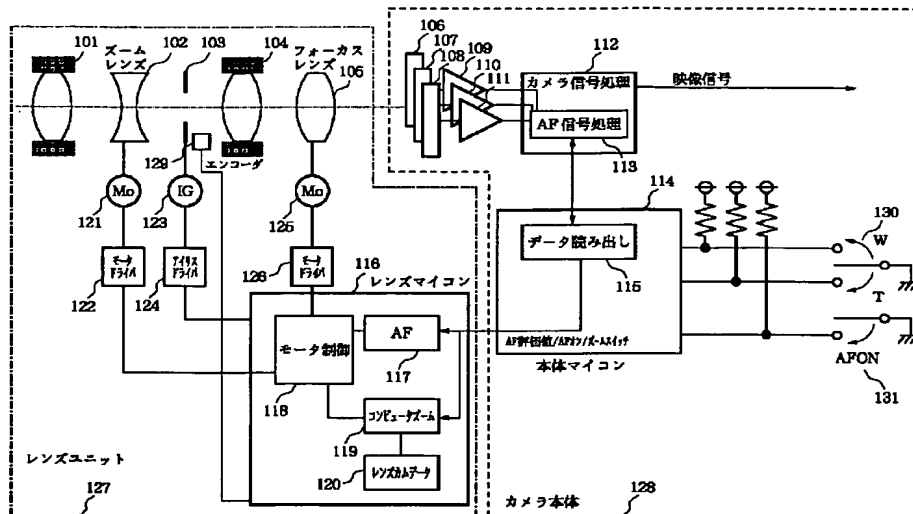 101
ズーム
レンズ
102
103
104
フォーカス
レンズ
105
106
107
108
109
110
111
112
カメラ信号処理
AF信号処理
113
映像信号
129
エンコーダ
Mo
121
IG
123
Mo
125
モータ
ドライバ
122
アイリス
ドライバ
124
モータ
ドライバ
126
116
レンズマイコン
モータ制御
118
AF
117
コンピュータズーム
119
レンズカムデータ
120
114
データ読み出し
115
AF評価値/AFオン/ズームスイッチ
本体マイコン
130
W
T
AFON
131
レンズユニット
127
カメラ本体
128